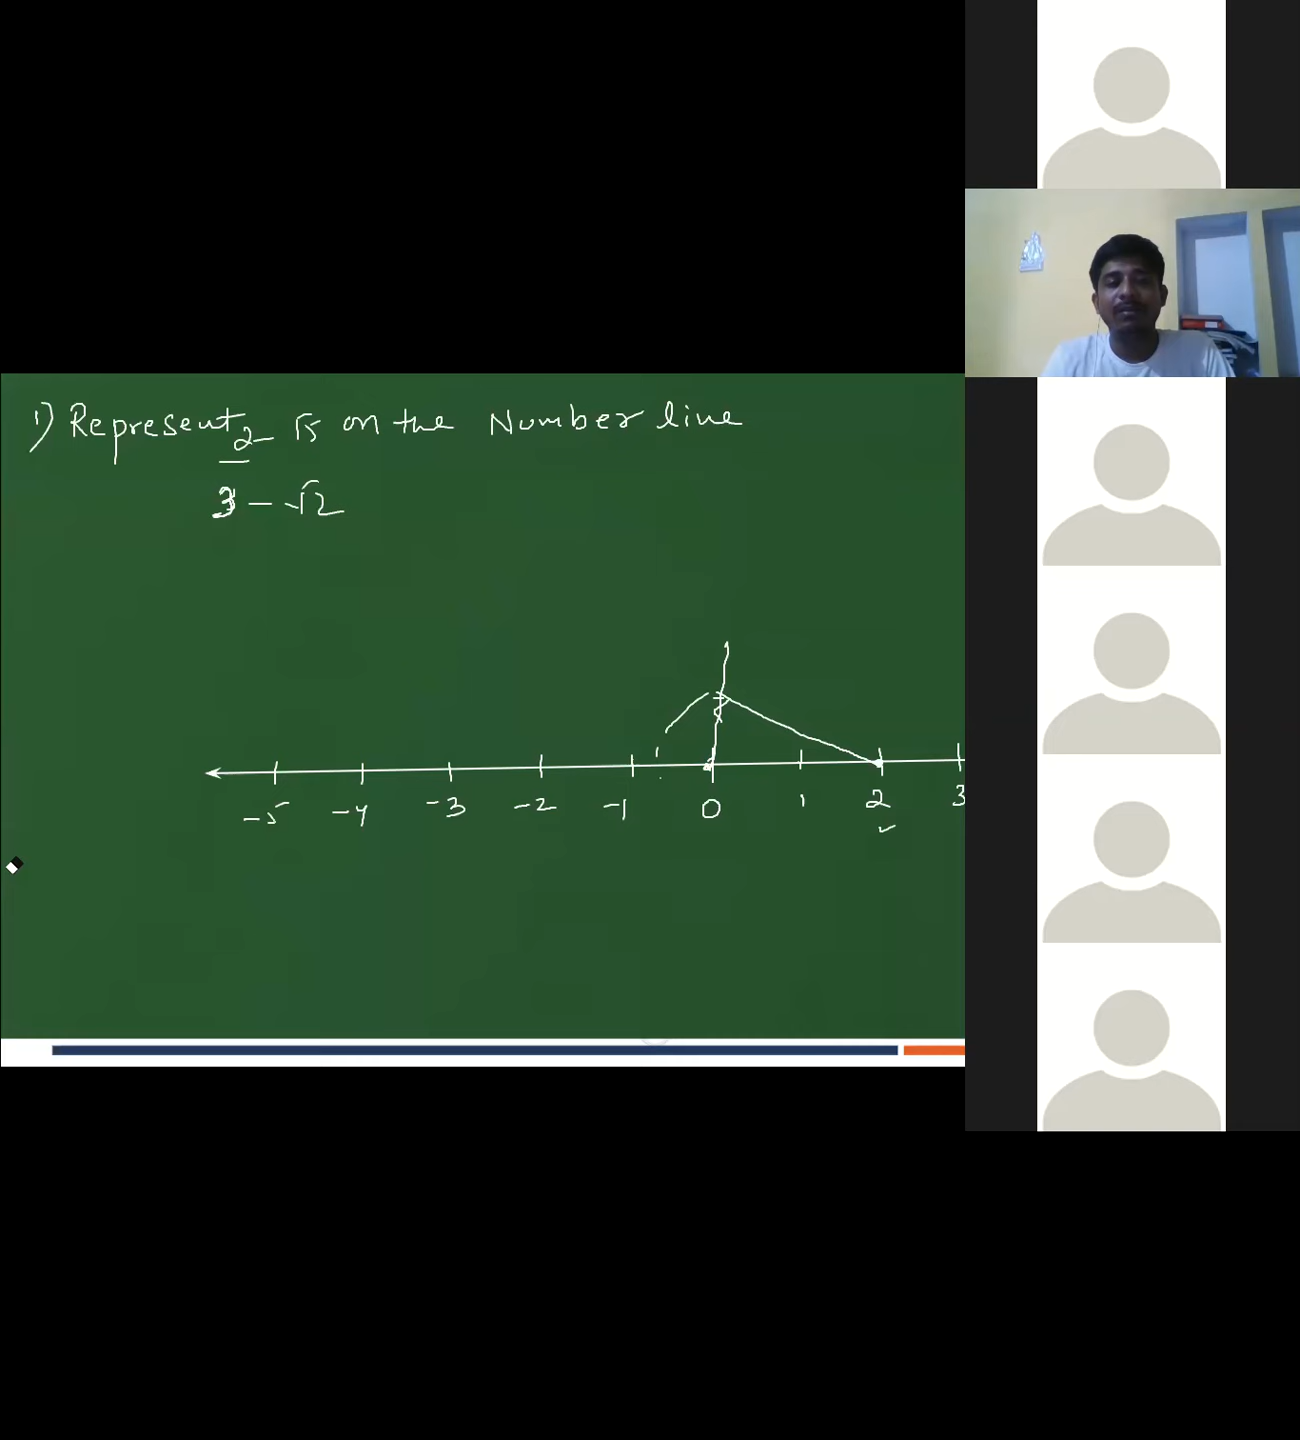 1) Represent 2 - √5 on the Number line
3 - √2
-5 -4 -3 -2 -1 0 1 2 3